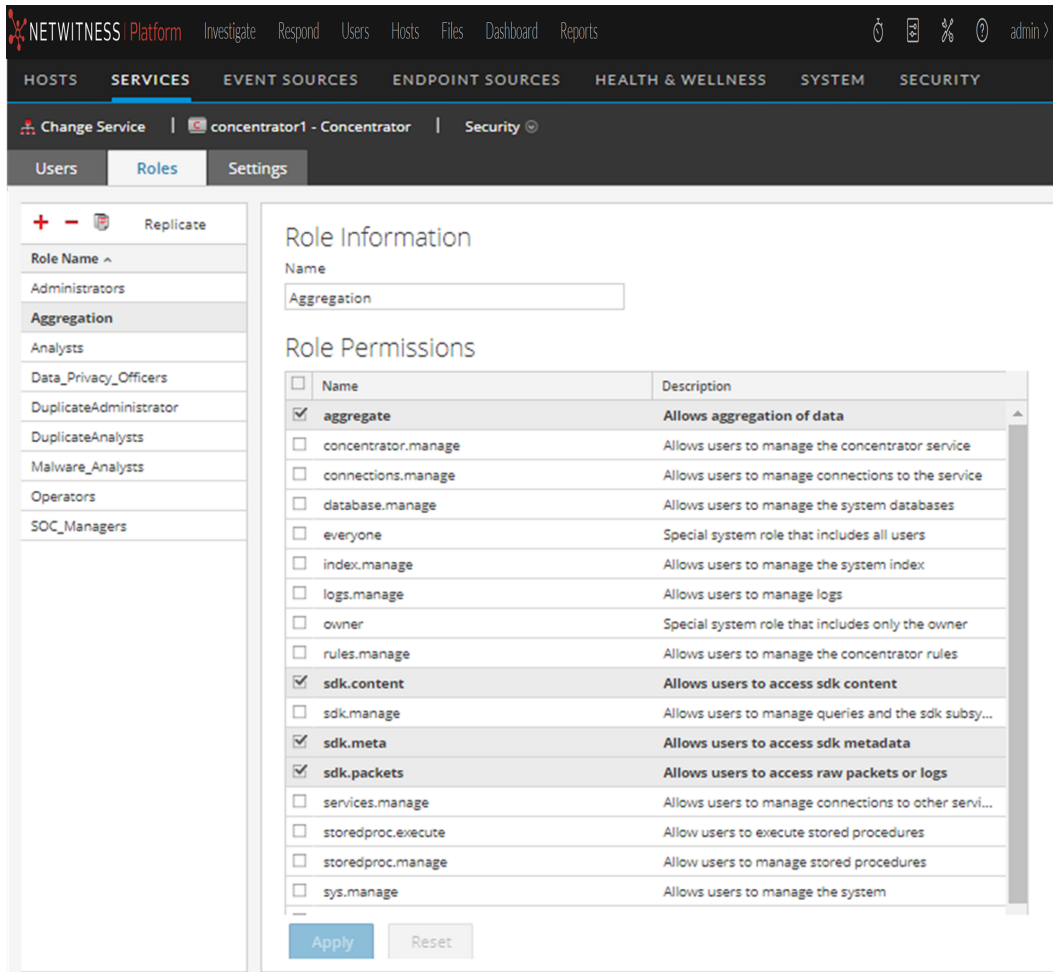 NETWITNESS Platform Investigate Respond Users Hosts Files Dashboard Reports admin >
HOSTS SERVICES EVENT SOURCES ENDPOINT SOURCES HEALTH & WELLNESS SYSTEM SECURITY
Change Service | concentrator1 - Concentrator | Security
Users Roles Settings
Replicate
Role Name
Administrators
Aggregation
Analysts
Data_Privacy_Officers
DuplicateAdministrator
DuplicateAnalysts
Malware_Analysts
Operators
SOC_Managers
Role Information
Name
Aggregation
Role Permissions
Name Description
aggregate Allows aggregation of data
concentrator.manage Allows users to manage the concentrator service
connections.manage Allows users to manage connections to the service
database.manage Allows users to manage the system databases
everyone Special system role that includes all users
index.manage Allows users to manage the system index
logs.manage Allows users to manage logs
owner Special system role that includes only the owner
rules.manage Allows users to manage the concentrator rules
sdk.content Allows users to access sdk content
sdk.manage Allows users to manage queries and the sdk subsy...
sdk.meta Allows users to access sdk metadata
sdk.packets Allows users to access raw packets or logs
services.manage Allows users to manage connections to other servi...
storedproc.execute Allow users to execute stored procedures
storedproc.manage Allow users to manage stored procedures
sys.manage Allows users to manage the system
Apply Reset